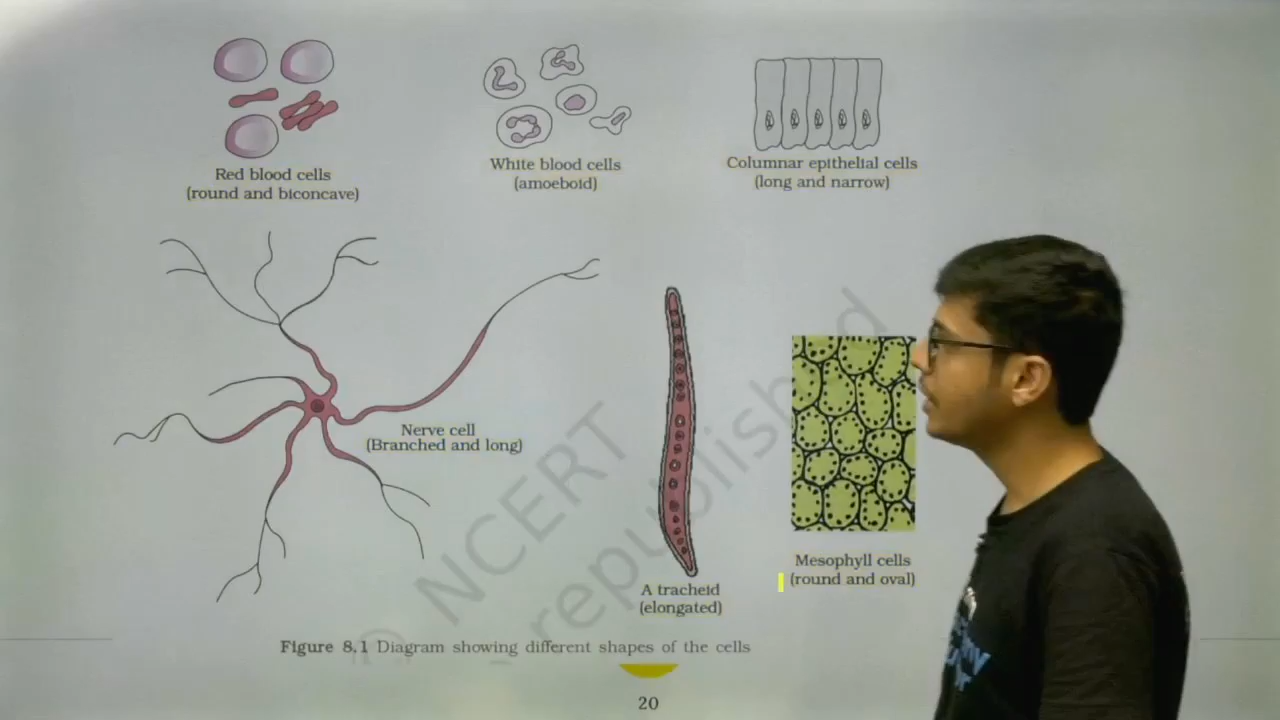 Red blood cells
(round and biconcave)
White blood cells
(amoeboid)
Columnar epithelial cells
(long and narrow)
Nerve cell
(Branched and long)
A tracheid
(elongated)
Mesophyll cells
(round and oval)
© NCERT
republished
Figure 8.1 Diagram showing different shapes of the cells
20